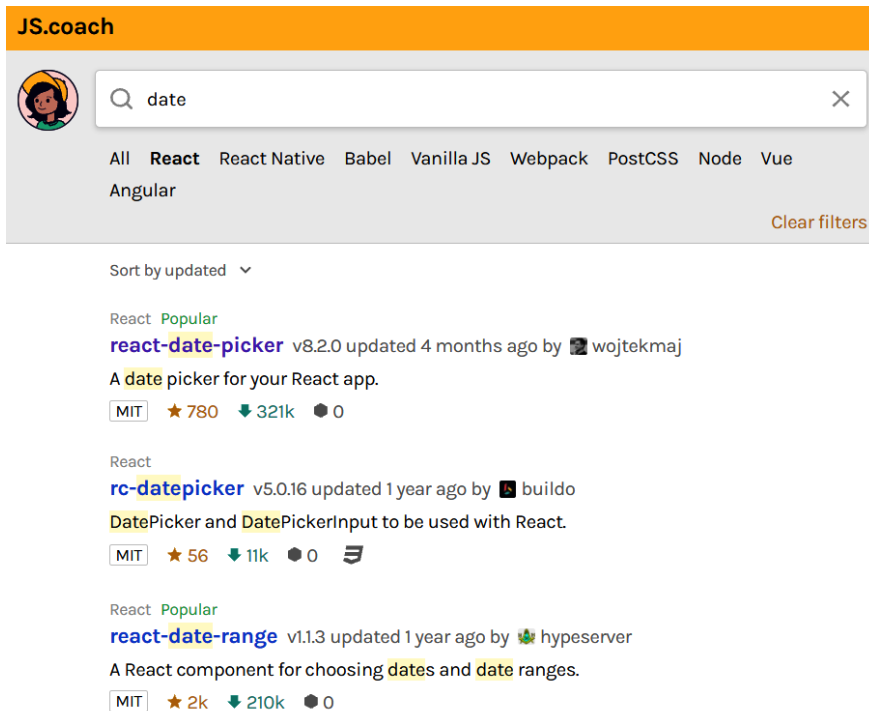 JS.coach
date
All React React Native Babel Vanilla JS Webpack PostCSS Node Vue
Angular
Clear filters
Sort by updated
React Popular
react-date-picker v8.2.0 updated 4 months ago by wojtekmaj
A date picker for your React app.
MIT 780 321k 0
React
rc-datepicker v5.0.16 updated 1 year ago by buildo
DatePicker and DatePickerInput to be used with React.
MIT 56 11k 0
React Popular
react-date-range v1.1.3 updated 1 year ago by hypeserver
A React component for choosing dates and date ranges.
MIT 2k 210k 0